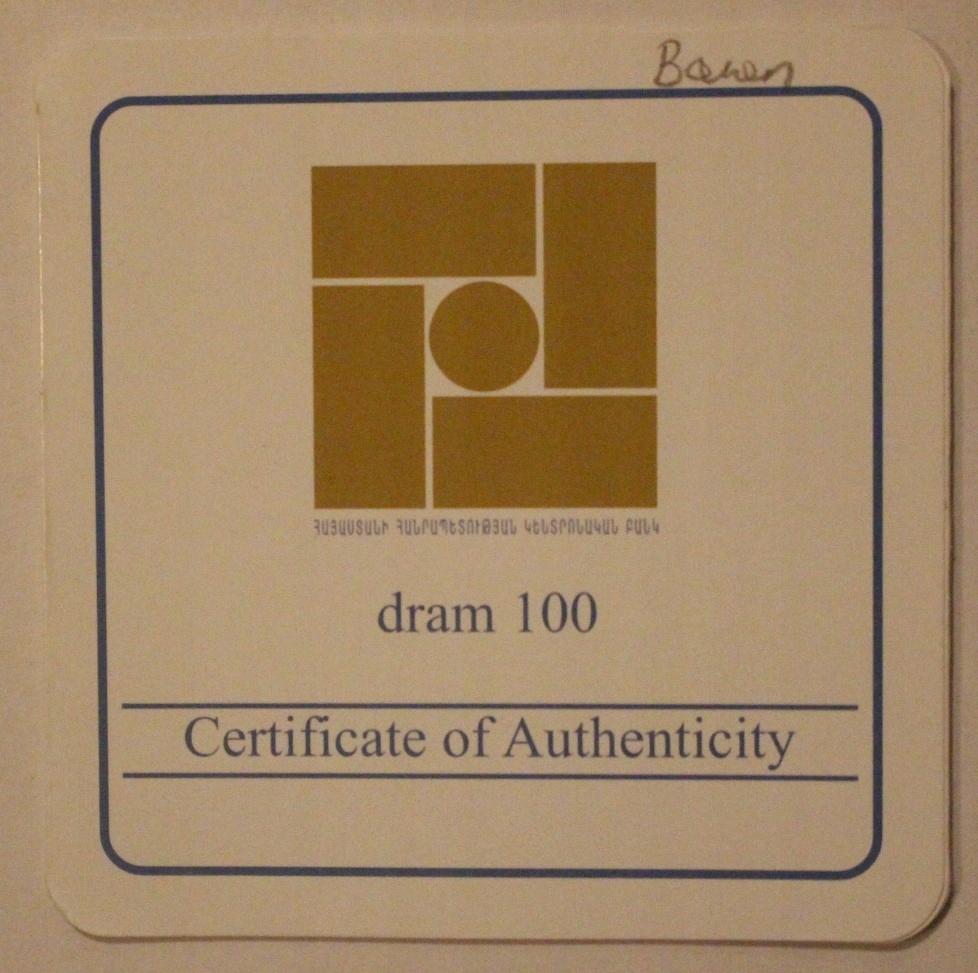 ՀԱՅԱՍՏԱՆԻ ՀԱՆՐԱՊԵՏՈՒԹՅԱՆ ԿԵՆՏՐՈՆԱԿԱՆ ԲԱՆԿ
dram 100
Certificate of Authenticity